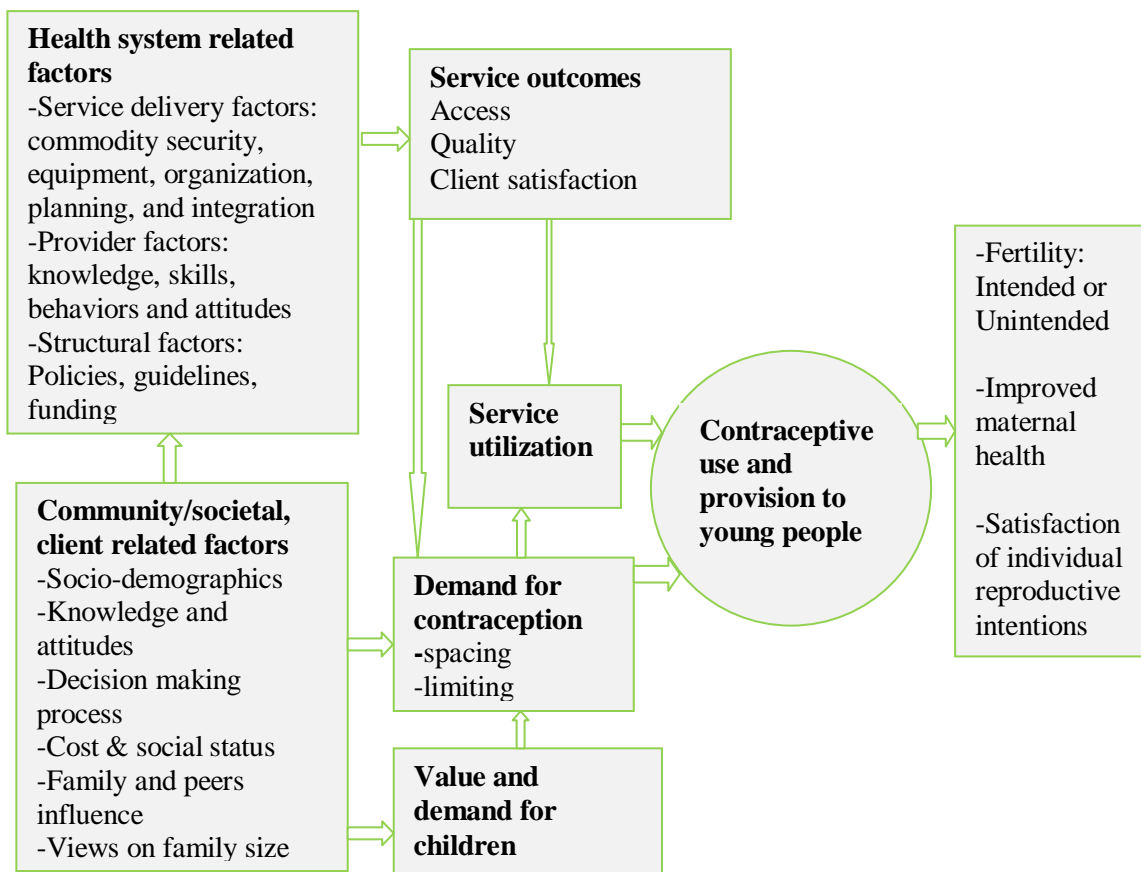 Health system related
factors
-Service delivery factors:
commodity security,
equipment, organization,
planning, and integration
-Provider factors:
knowledge, skills,
behaviors and attitudes
-Structural factors:
Policies, guidelines,
funding
Service outcomes
Access
Quality
Client satisfaction
Community/societal,
client related factors
-Socio-demographics
-Knowledge and
attitudes
-Decision making
process
-Cost & social status
-Family and peers
influence
-Views on family size
Service
utilization
Demand for
contraception
-spacing
-limiting
Value and
demand for
children
Contraceptive
use and
provision to
young people
-Fertility:
Intended or
Unintended
-Improved
maternal
health
-Satisfaction
of individual
reproductive
intentions